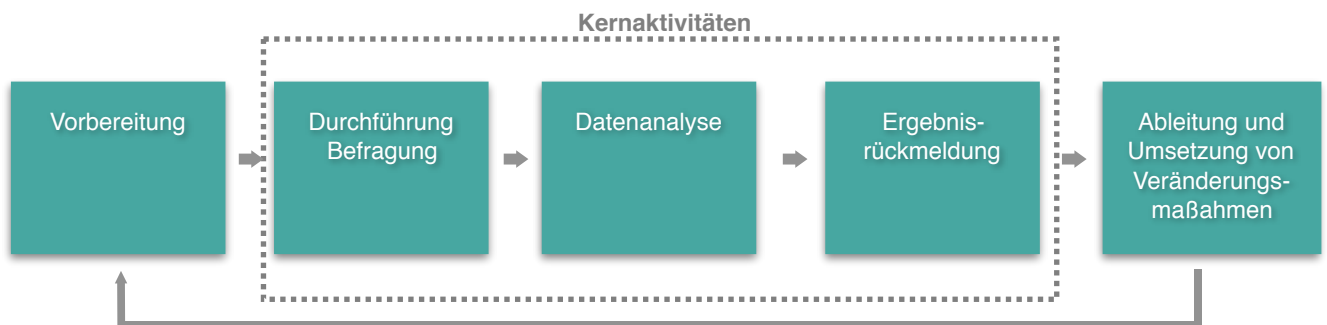 Kernaktivitäten
Vorbereitung
Durchführung
Befragung
Datenanalyse
Ergebnis-
rückmeldung
Ableitung und
Umsetzung von
Veränderungs-
maßahmen